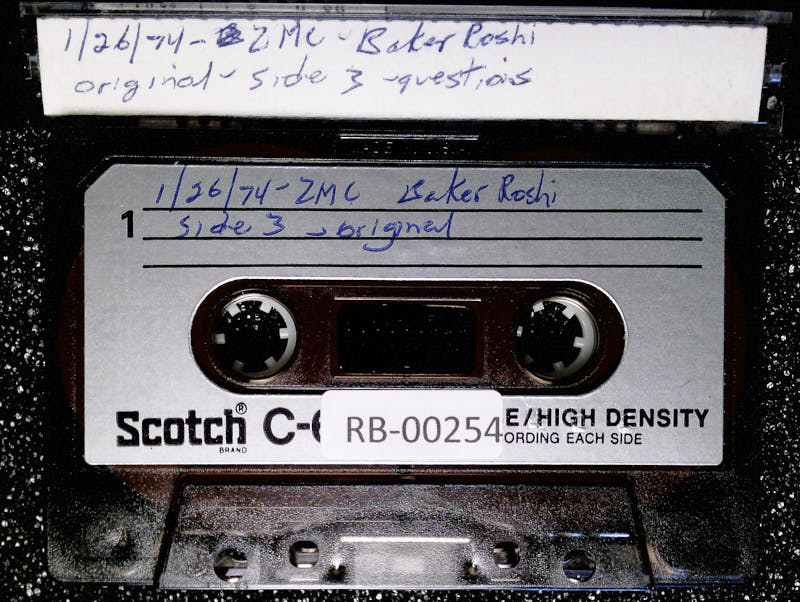 1/26/74 - ZMC - Baker Roshi
original - side 3 - questions
1/26/74 - ZMC Baker Roshi
1 side 3 - original
Scotch® C- RB-00254 E/HIGH DENSITY
BRAND ORDING EACH SIDE